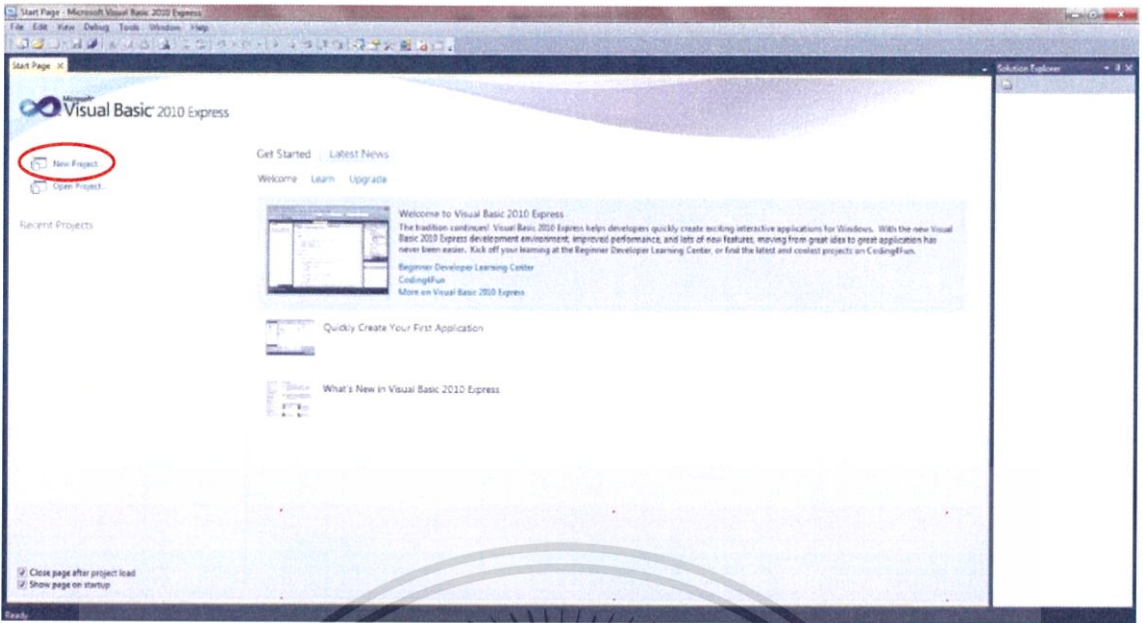 Start Page - Microsoft Visual Basic 2010 Express
File Edit View Debug Tools Window Help
Start Page
Solution Explorer
Microsoft
Visual Basic 2010 Express
New Project...
Open Project...
Recent Projects
Get Started Latest News
Welcome Learn Upgrade
Welcome to Visual Basic 2010 Express
The tradition continues! Visual Basic 2010 Express helps developers quickly create exciting interactive applications for Windows. With the new Visual
Basic 2010 Express development environment, improved performance, and lots of new features, moving from great idea to great application has
never been easier. Kick off your learning at the Beginner Developer Learning Center, or find the latest and coolest projects on Coding4Fun.
Beginner Developer Learning Center
Coding4Fun
More on Visual Basic 2010 Express
Quickly Create Your First Application
What's New in Visual Basic 2010 Express
Close page after project load
Show page on startup
Ready